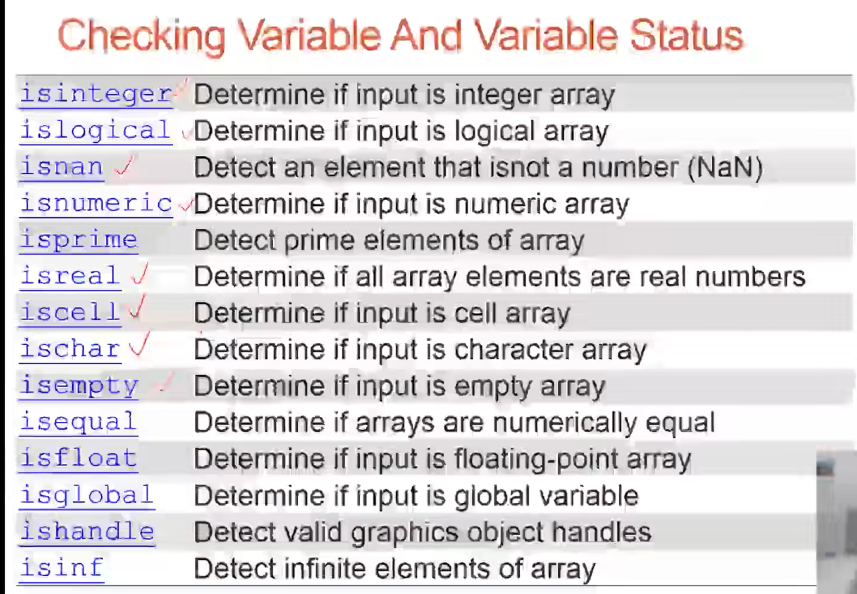 Checking Variable And Variable Status
isinteger Determine if input is integer array
islogical Determine if input is logical array
isnan Detect an element that isnot a number (NaN)
isnumeric Determine if input is numeric array
isprime Detect prime elements of array
isreal Determine if all array elements are real numbers
iscell Determine if input is cell array
ischar Determine if input is character array
isempty Determine if input is empty array
isequal Determine if arrays are numerically equal
isfloat Determine if input is floating-point array
isglobal Determine if input is global variable
ishandle Detect valid graphics object handles
isinf Detect infinite elements of array